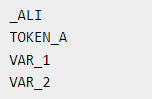 _ALI
TOKEN_A
VAR_1
VAR_2